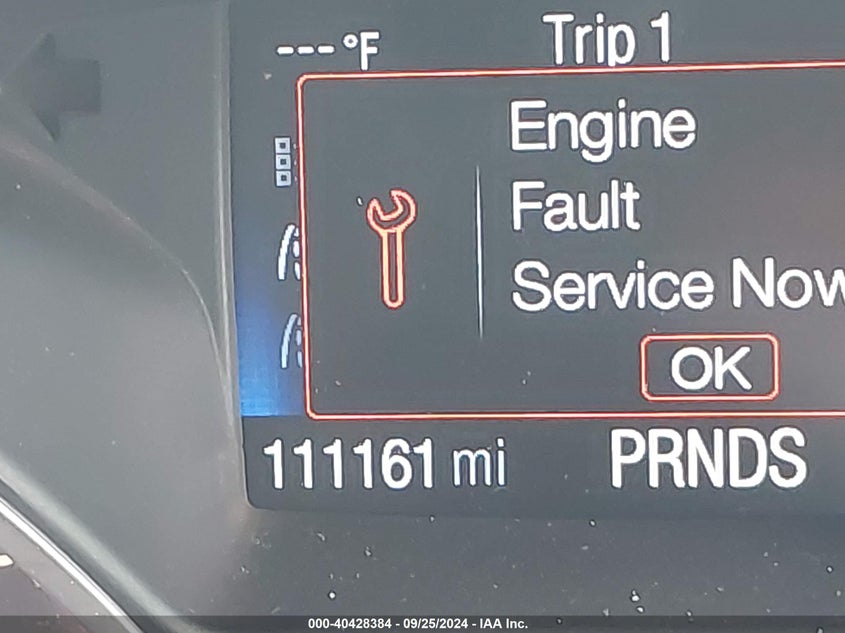 ---°F Trip 1
Engine
Fault
Service Now
OK
111161 mi PRNDS
000-40428384 - 09/25/2024 - IAA Inc.